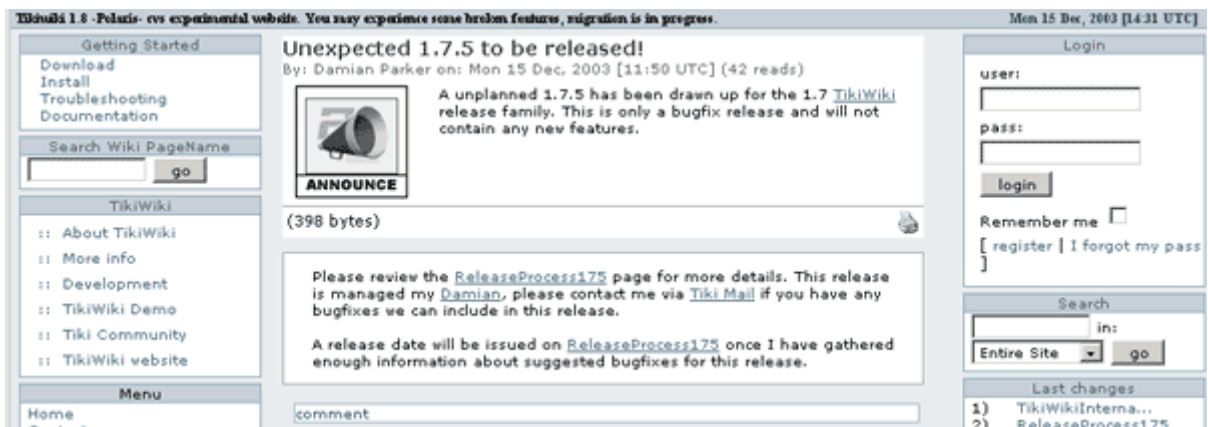 Tikiwiki 1.8 -Polaris- cvs experimental website. You may experience some broken features, migration is in progress.
Mon 15 Dec, 2003 [14:31 UTC]
Getting Started
Download
Install
Troubleshooting
Documentation
Search Wiki PageName
go
TikiWiki
:: About TikiWiki
:: More info
:: Development
:: TikiWiki Demo
:: Tiki Community
:: TikiWiki website
Menu
Home
Unexpected 1.7.5 to be released!
By: Damian Parker on: Mon 15 Dec, 2003 [11:50 UTC] (42 reads)
ANNOUNCE
A unplanned 1.7.5 has been drawn up for the 1.7 TikiWiki
release family. This is only a bugfix release and will not
contain any new features.
(398 bytes)
Please review the ReleaseProcess175 page for more details. This release
is managed my Damian, please contact me via Tiki Mail if you have any
bugfixes we can include in this release.
A release date will be issued on ReleaseProcess175 once I have gathered
enough information about suggested bugfixes for this release.
comment
Login
user:
pass:
login
Remember me
[ register | I forgot my pass
]
Search
in:
Entire Site
go
Last changes
1) TikiWikiInterna...
2) ReleaseProcess175